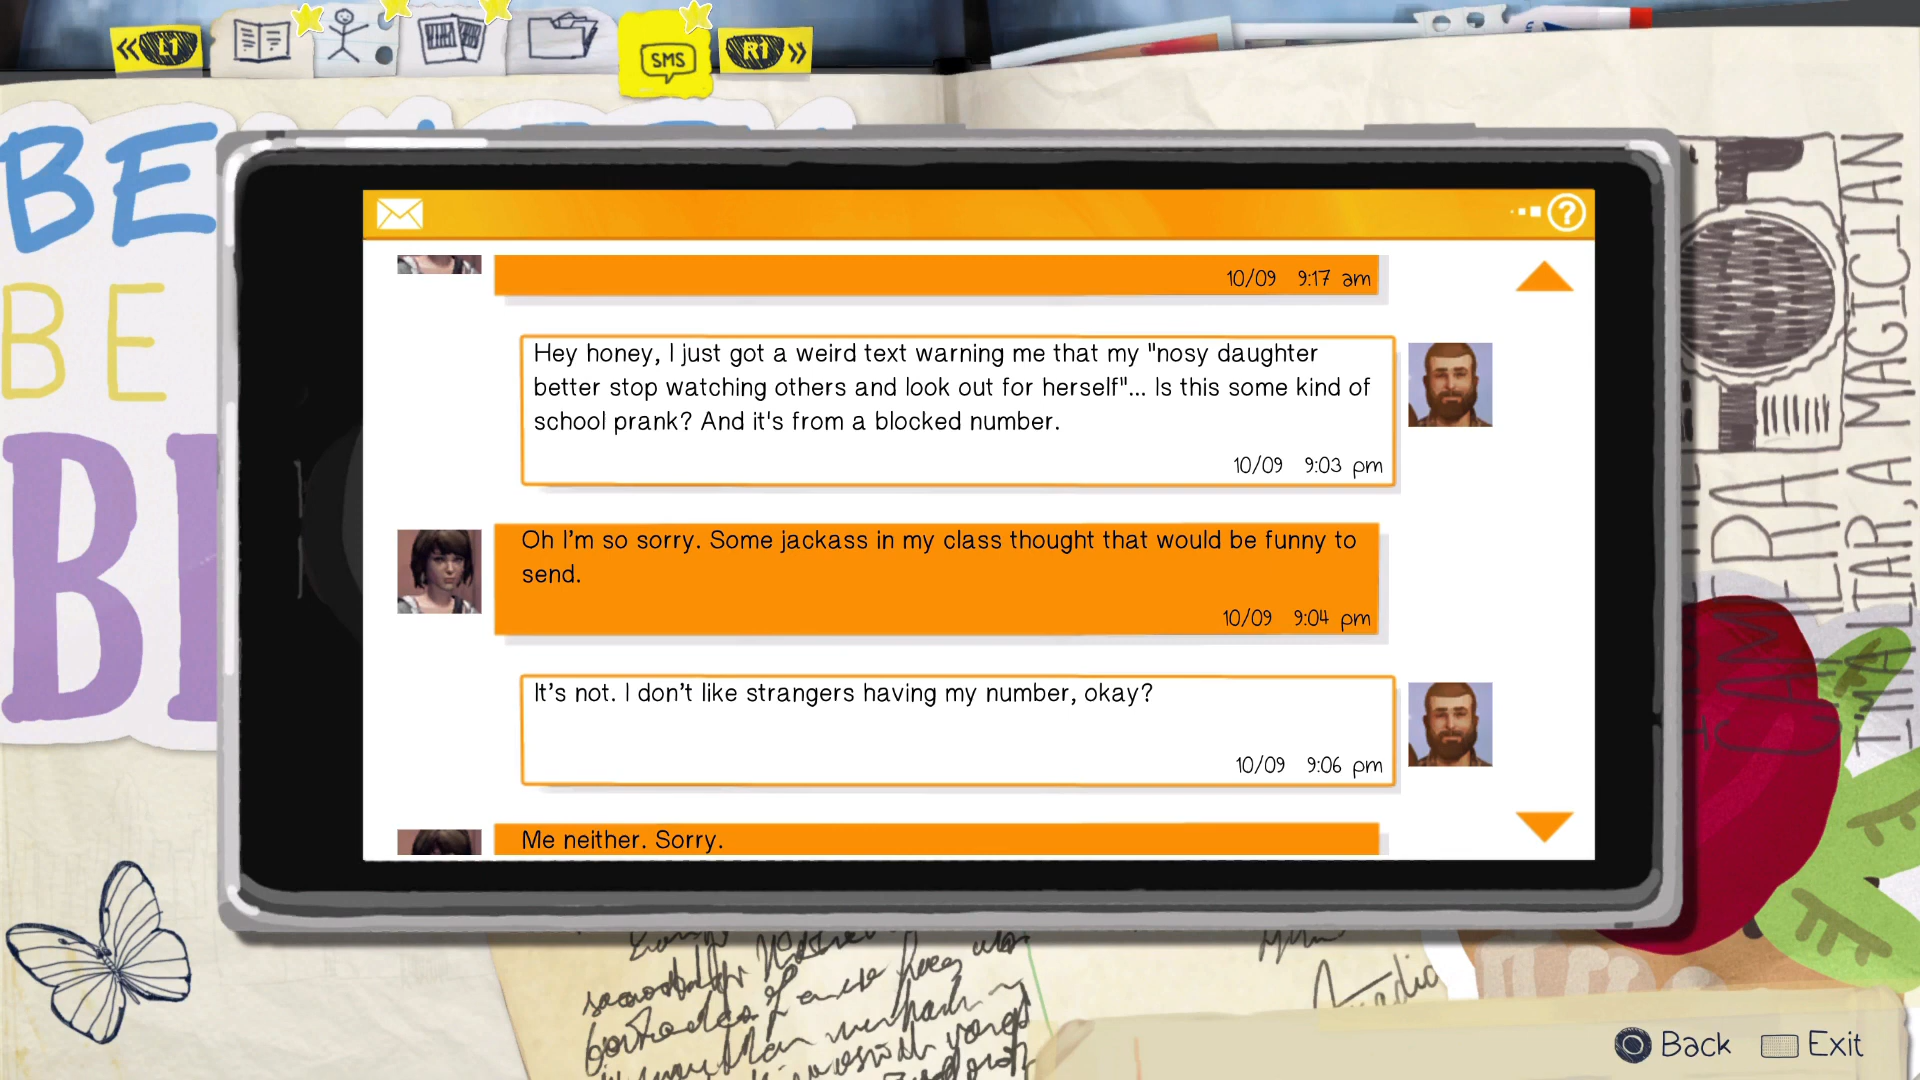 L1
SMS
R1
BE
BE
10/09 9:17 am
Hey honey, I just got a weird text warning me that my "nosy daughter
better stop watching others and look out for herself"... Is this some kind of
school prank? And it's from a blocked number.
10/09 9:03 pm
Oh I'm so sorry. Some jackass in my class thought that would be funny to
send.
10/09 9:04 pm
It's not. I don't like strangers having my number, okay?
10/09 9:06 pm
Me neither. Sorry.
CAMERA
I'M A LIAR, A MAGICIAN
Back
Exit